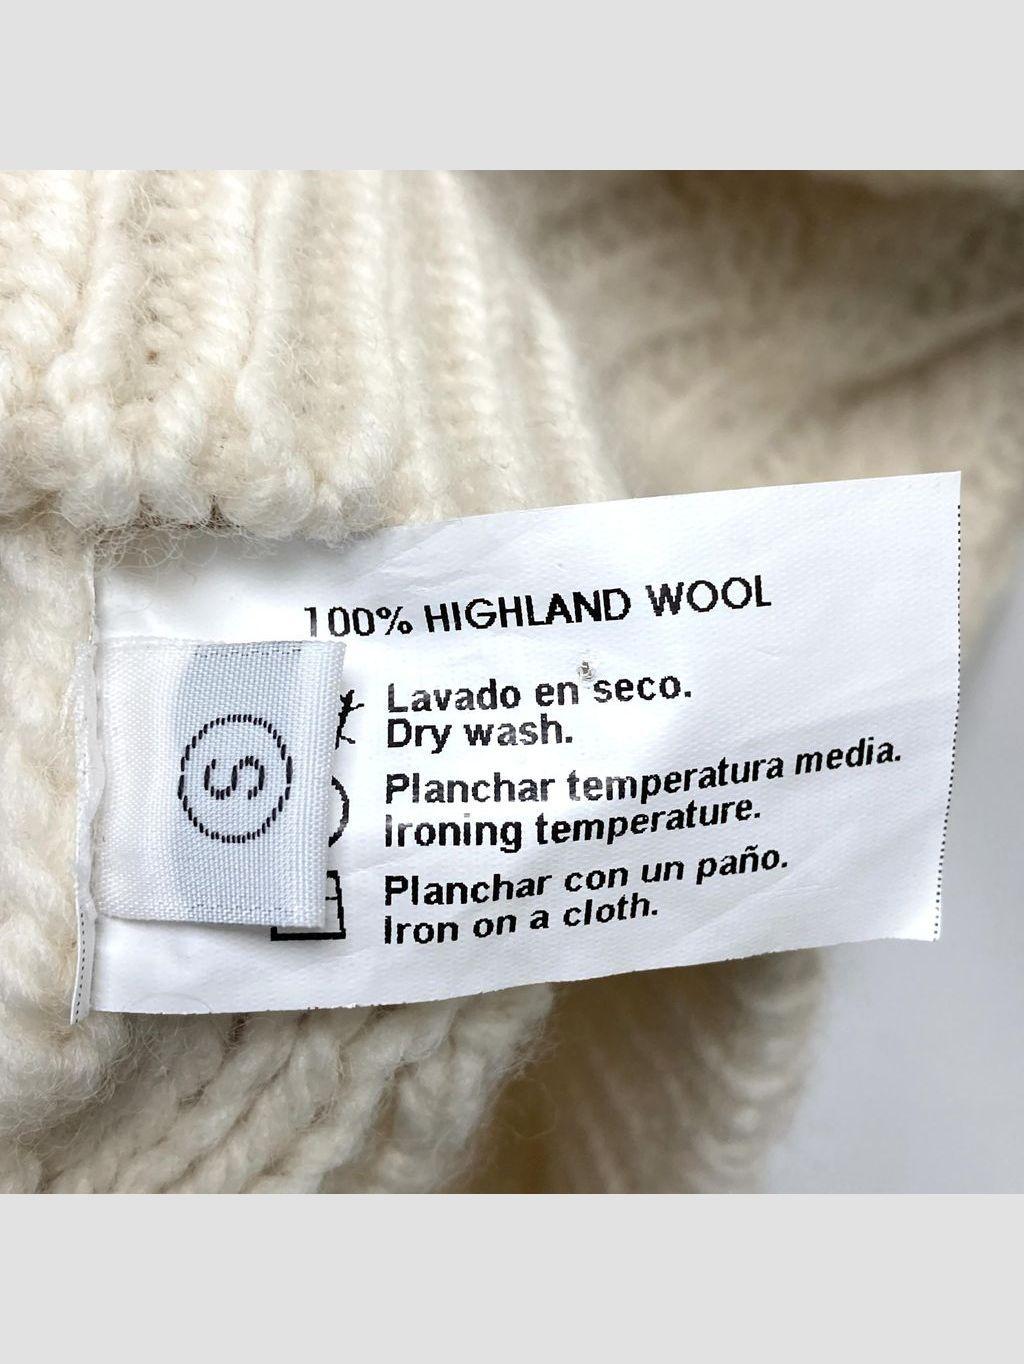 100% HIGHLAND WOOL
S
Lavado en seco.
Dry wash.
Planchar temperatura media.
Ironing temperature.
Planchar con un paño.
Iron on a cloth.